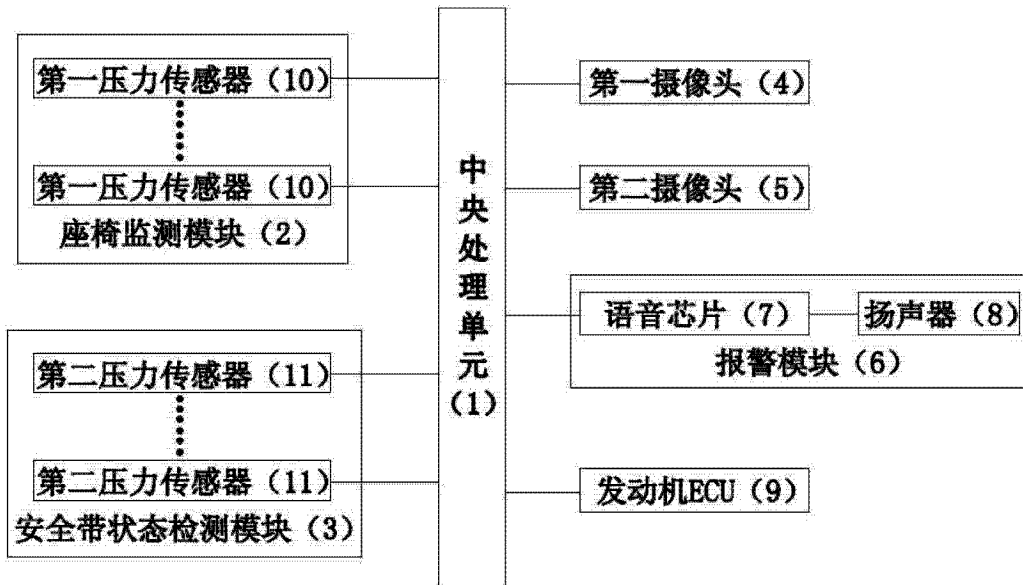 第一压力传感器（10）
第一压力传感器（10）
座椅监测模块（2）
第二压力传感器（11）
第二压力传感器（11）
安全带状态检测模块（3）
中央处理单元（1）
第一摄像头（4）
第二摄像头（5）
语音芯片（7）
扬声器（8）
报警模块（6）
发动机ECU（9）